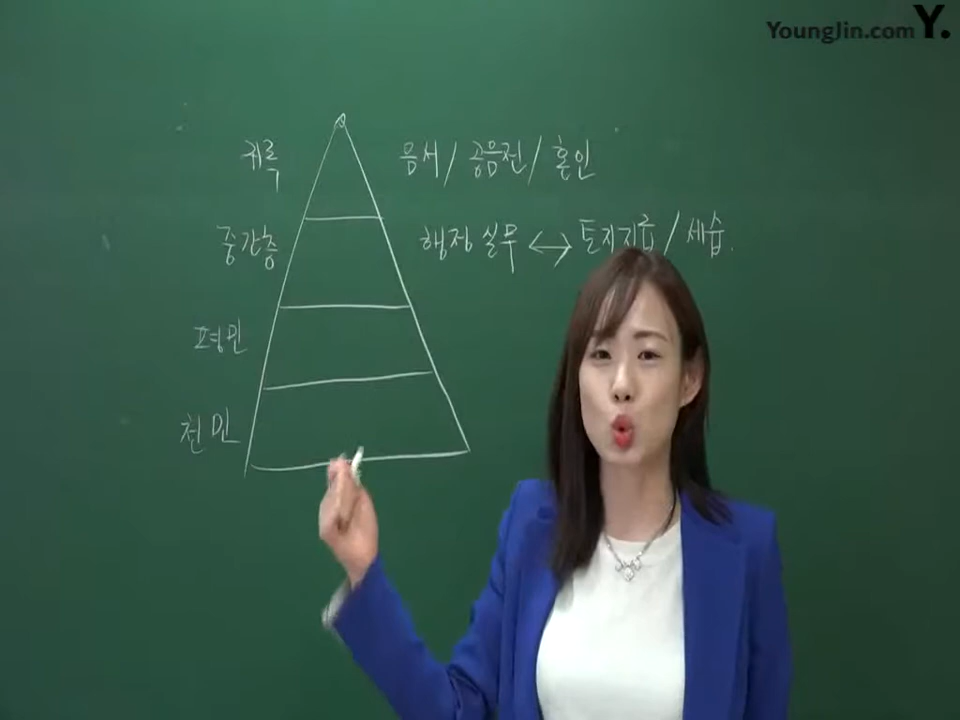 YoungJin.com Y.
귀족 음서 / 공음전 / 혼인
중간층 행정 실무 ↔ 토지지급 / 세습.
평민
천민